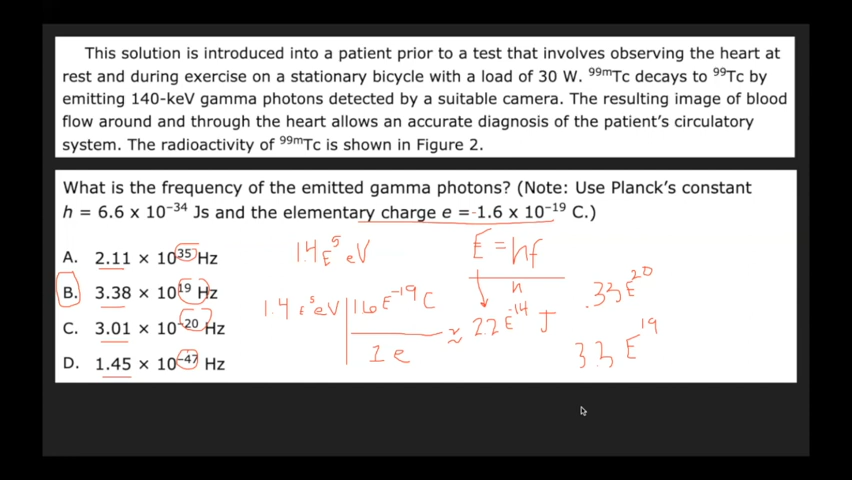 This solution is introduced into a patient prior to a test that involves observing the heart at
rest and during exercise on a stationary bicycle with a load of 30 W. ⁹⁹ᵐTc decays to ⁹⁹Tc by
emitting 140-keV gamma photons detected by a suitable camera. The resulting image of blood
flow around and through the heart allows an accurate diagnosis of the patient's circulatory
system. The radioactivity of ⁹⁹ᵐTc is shown in Figure 2.
What is the frequency of the emitted gamma photons? (Note: Use Planck's constant
h = 6.6 x 10⁻³⁴ Js and the elementary charge e = -1.6 x 10⁻¹⁹ C.)
A. 2.11 × 10³⁵ Hz
B. 3.38 × 10¹⁹ Hz
C. 3.01 × 10⁻²⁰ Hz
D. 1.45 × 10⁻⁴⁷ Hz
1.4E⁵ eV
E = hf
h
1.4E⁵eV | 1.6E⁻¹⁹ C
1 e
≈ 2.2E⁻¹⁴ J
.33E²⁰
3.3E¹⁹